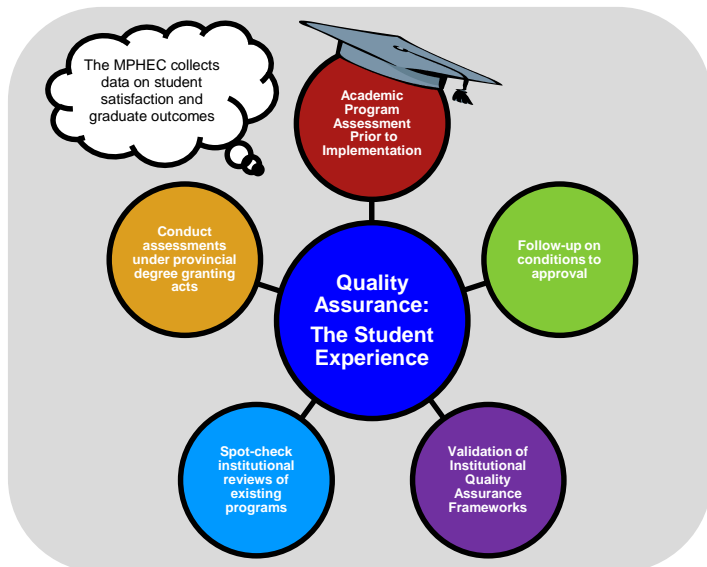 The MPHEC collects
data on student
satisfaction and
graduate outcomes
Academic
Program
Assessment
Prior to
Implementation
Conduct
assessments
under provincial
degree granting
acts
Follow-up on
conditions to
approval
Quality
Assurance:
The Student
Experience
Spot-check
institutional
reviews of
existing
programs
Validation of
Institutional
Quality
Assurance
Frameworks